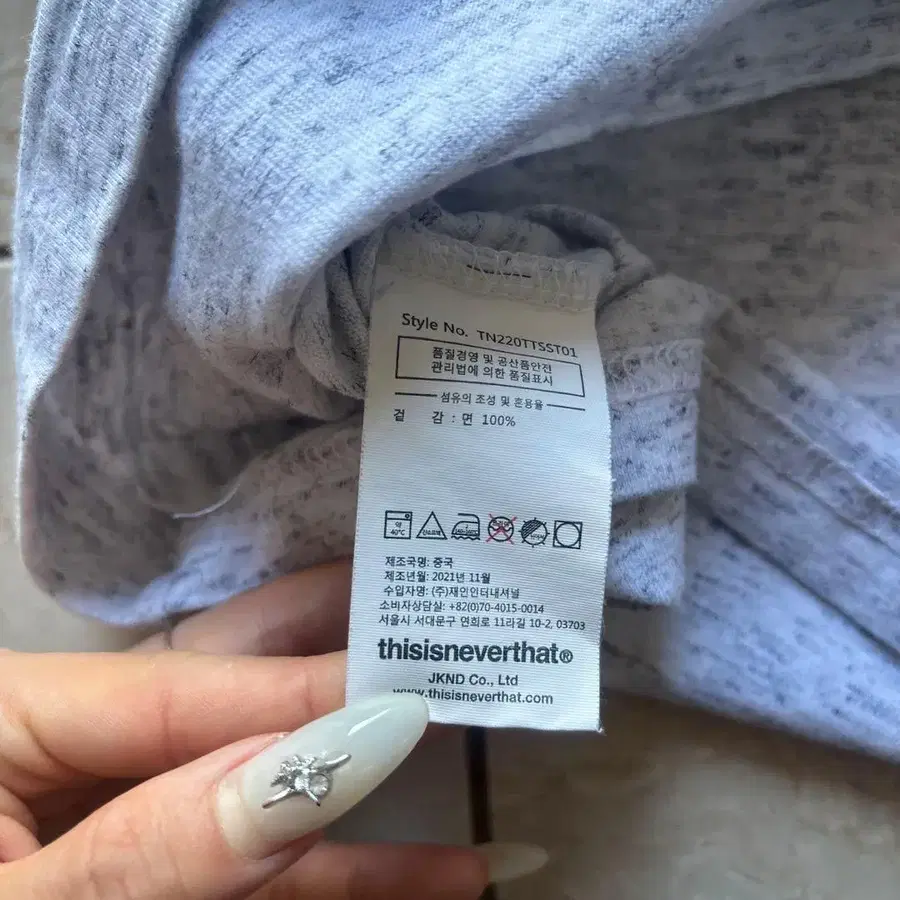 Style No. TN220TTSST01
품질경영 및 공산품안전
관리법에 의한 품질표시
섬유의 조성 및 혼용율
겉 감 : 면 100%
약
40℃
제조국명: 중국
제조년월: 2021년 11월
수입자명: (주)재인인터내셔널
소비자상담실: +82(0)70-4015-0014
서울시 서대문구 연희로 11라길 10-2, 03703
thisisneverthat®
JKND Co., Ltd
www.thisisneverthat.com